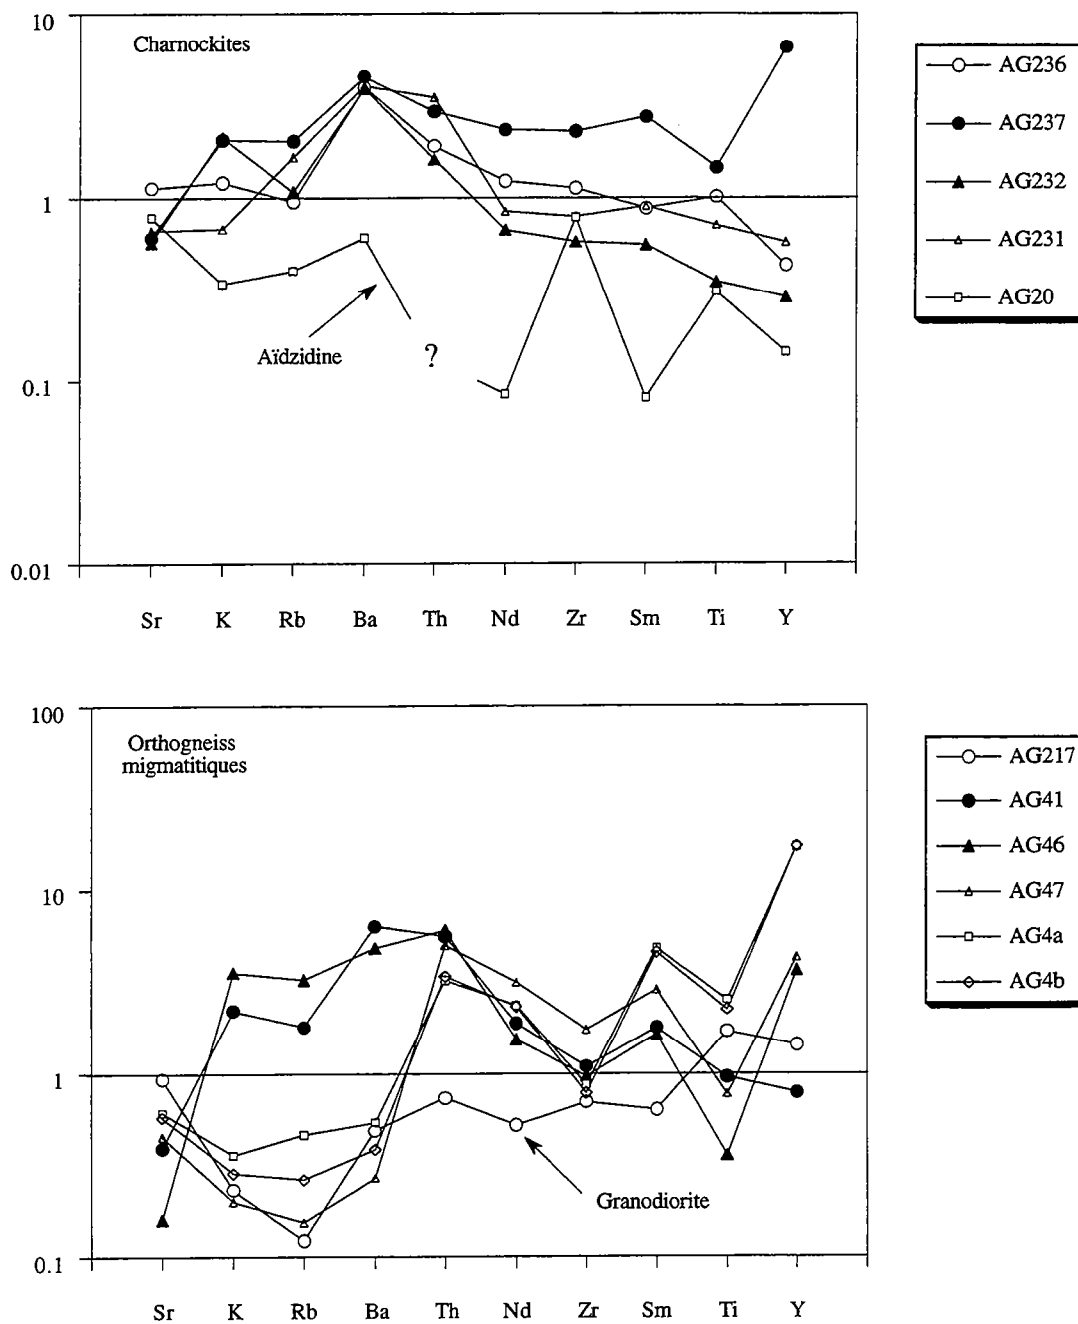 10
Charnockites
1
0.1
0.01
Aïdzidine
?
Sr K Rb Ba Th Nd Zr Sm Ti Y
AG236
AG237
AG232
AG231
AG20
100
Orthogneiss
migmatitiques
10
1
0.1
Granodiorite
Sr K Rb Ba Th Nd Zr Sm Ti Y
AG217
AG41
AG46
AG47
AG4a
AG4b